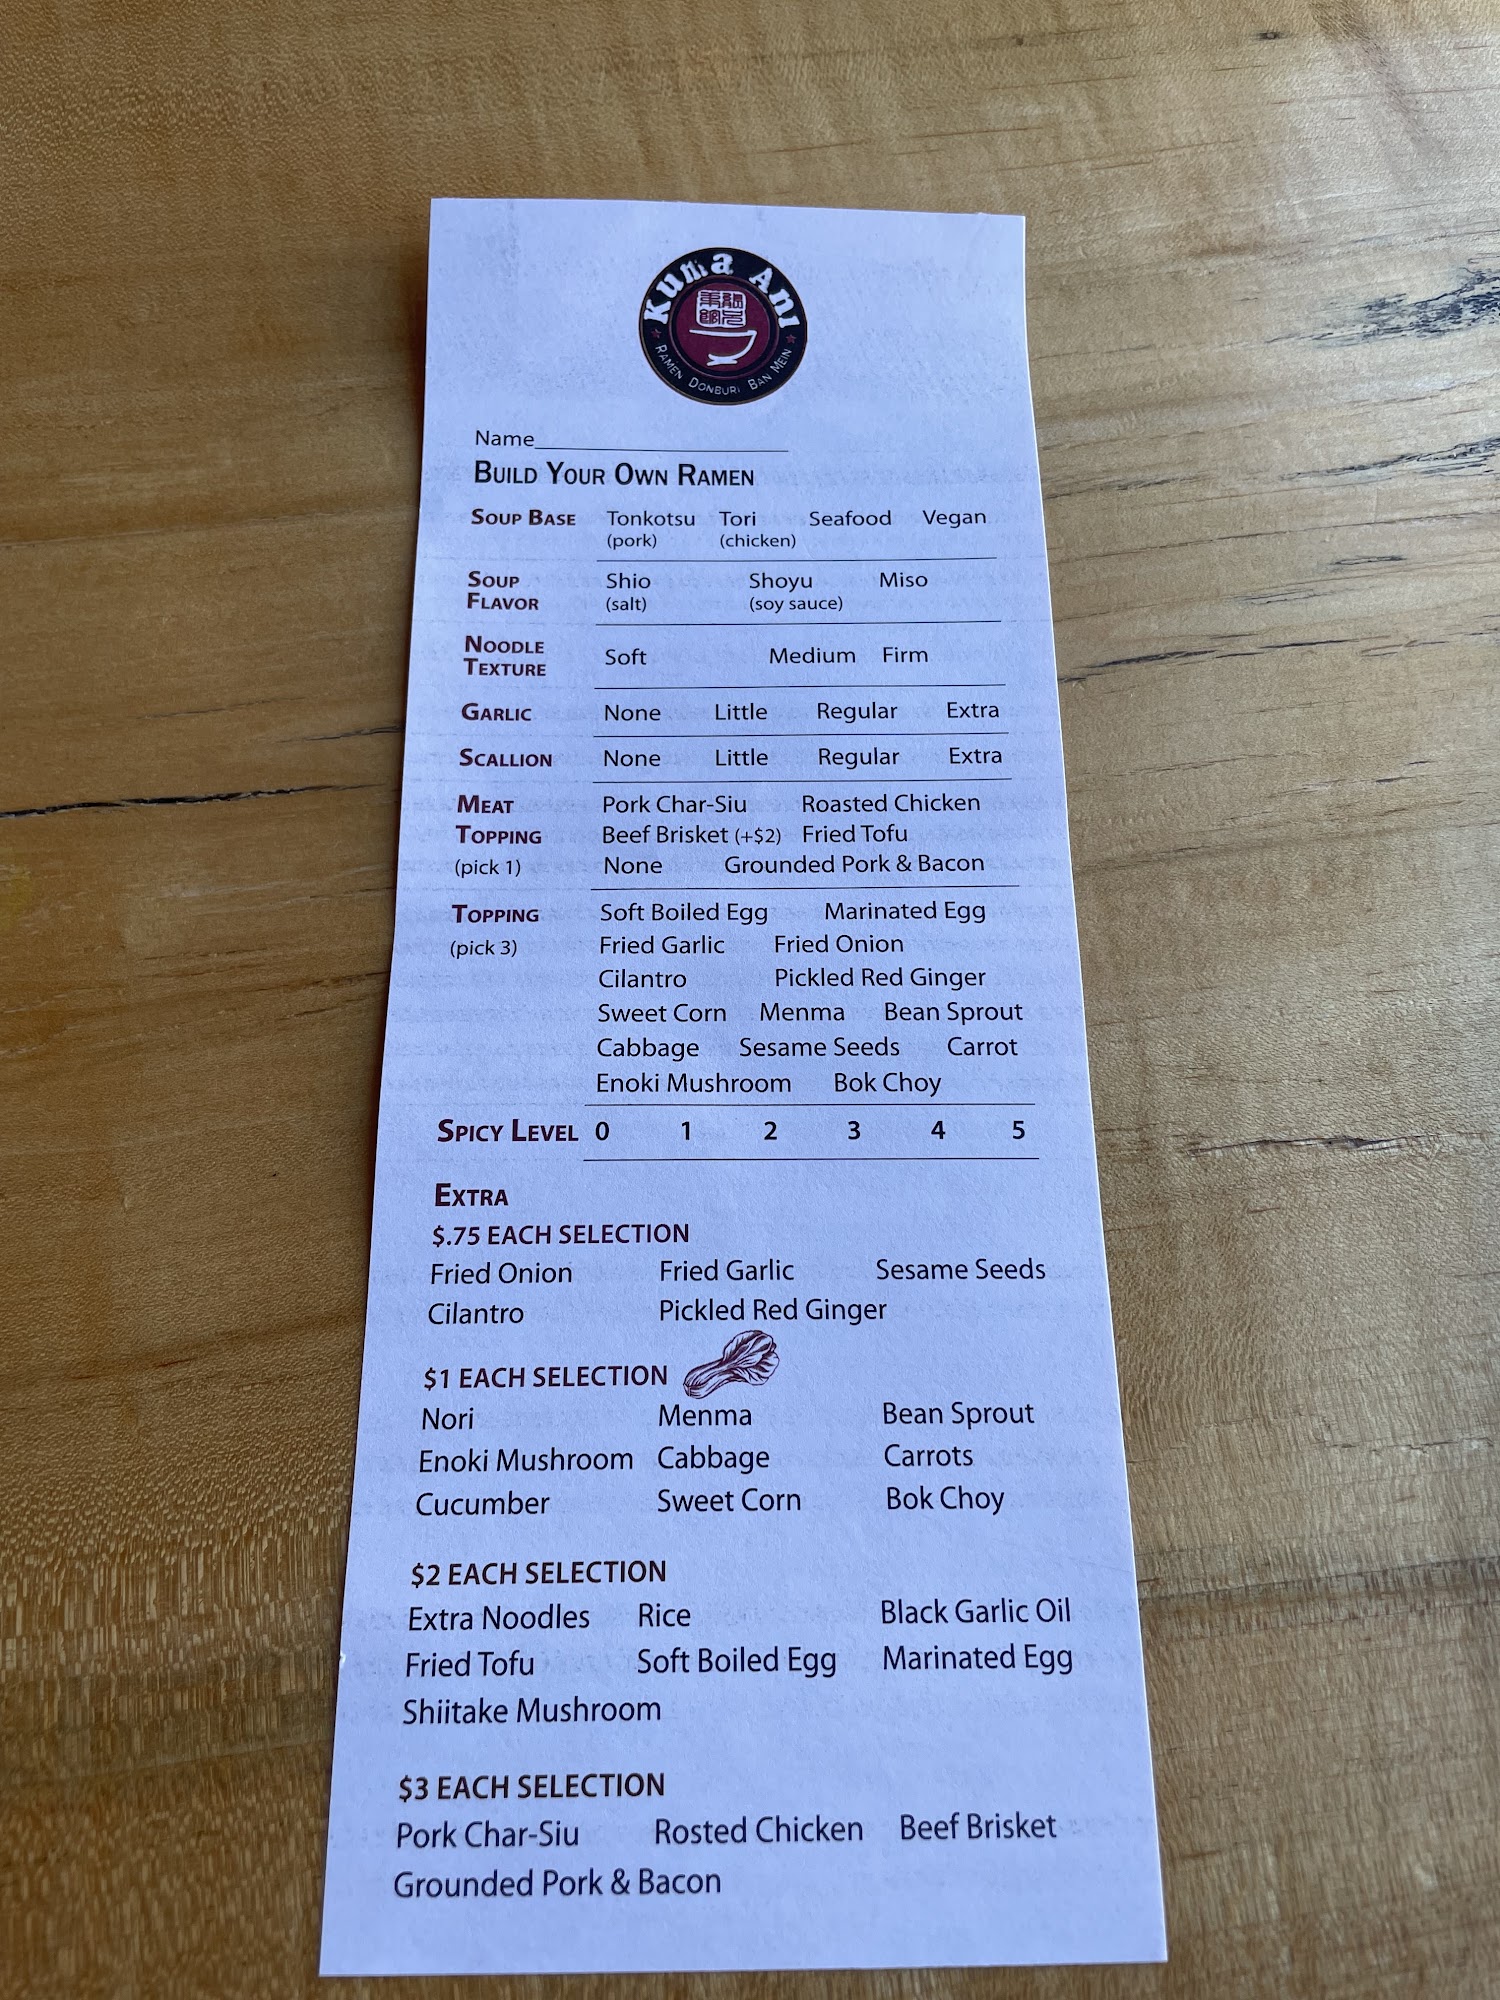 Kuma Ani
Ramen Donburi Ban Mein
Name
Build Your Own Ramen
Soup Base Tonkotsu Tori Seafood Vegan
(pork) (chicken)
Soup Flavor Shio Shoyu Miso
(salt) (soy sauce)
Noodle Texture Soft Medium Firm
Garlic None Little Regular Extra
Scallion None Little Regular Extra
Meat Pork Char-Siu Roasted Chicken
Topping Beef Brisket (+$2) Fried Tofu
(pick 1) None Grounded Pork & Bacon
Topping Soft Boiled Egg Marinated Egg
(pick 3) Fried Garlic Fried Onion
Cilantro Pickled Red Ginger
Sweet Corn Menma Bean Sprout
Cabbage Sesame Seeds Carrot
Enoki Mushroom Bok Choy
Spicy Level 0 1 2 3 4 5
Extra
$.75 EACH SELECTION
Fried Onion Fried Garlic Sesame Seeds
Cilantro Pickled Red Ginger
$1 EACH SELECTION
Nori Menma Bean Sprout
Enoki Mushroom Cabbage Carrots
Cucumber Sweet Corn Bok Choy
$2 EACH SELECTION
Extra Noodles Rice Black Garlic Oil
Fried Tofu Soft Boiled Egg Marinated Egg
Shiitake Mushroom
$3 EACH SELECTION
Pork Char-Siu Rosted Chicken Beef Brisket
Grounded Pork & Bacon